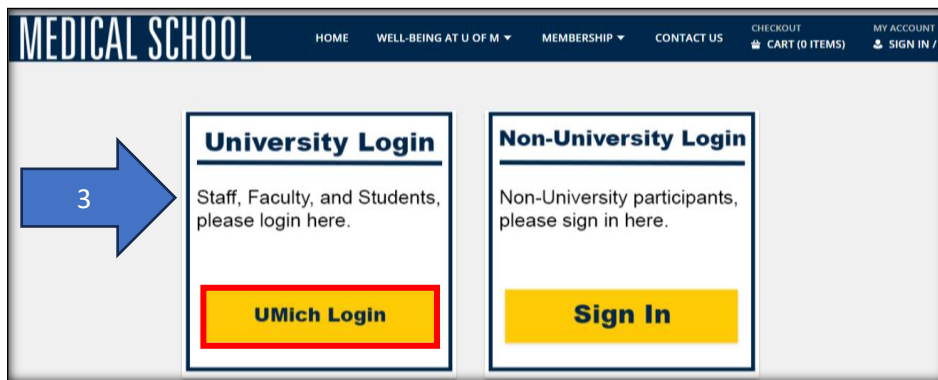 MEDICAL SCHOOL
HOME
WELL-BEING AT U OF M
MEMBERSHIP
CONTACT US
CHECKOUT
CART (0 ITEMS)
MY ACCOUNT
SIGN IN /
3
University Login
Staff, Faculty, and Students,
please login here.
UMich Login
Non-University Login
Non-University participants,
please sign in here.
Sign In